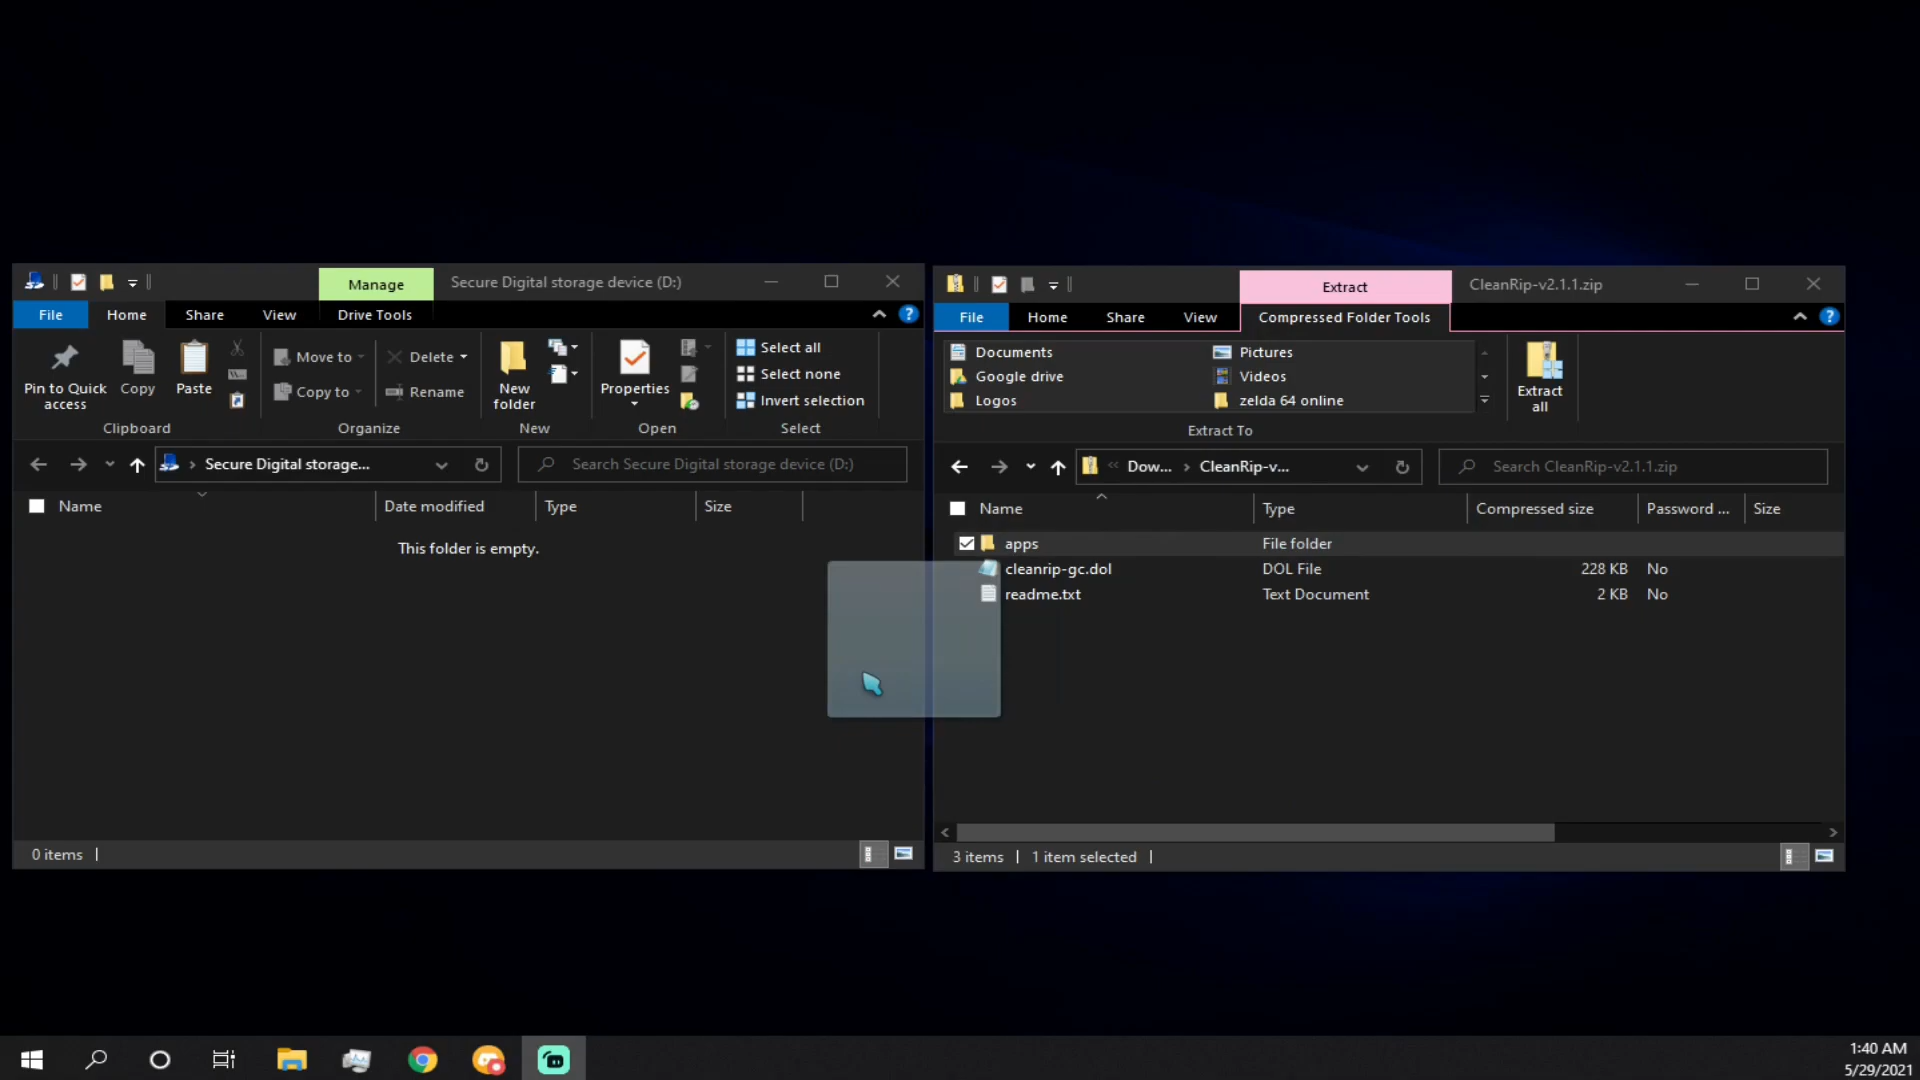 Manage
Secure Digital storage device (D:)
File
Home
Share
View
Drive Tools
Pin to Quick
access
Copy
Paste
Move to
Copy to
Delete
Rename
New
folder
Properties
Select all
Select none
Invert selection
Clipboard
Organize
New
Open
Select
Secure Digital storage...
Search Secure Digital storage device (D:)
Name
Date modified
Type
Size
This folder is empty.
0 items
Extract
CleanRip-v2.1.1.zip
File
Home
Share
View
Compressed Folder Tools
Documents
Pictures
Google drive
Videos
Logos
zelda 64 online
Extract
all
Extract To
Dow...
CleanRip-v...
Search CleanRip-v2.1.1.zip
Name
Type
Compressed size
Password ...
Size
apps
File folder
cleanrip-gc.dol
DOL File
228 KB
No
readme.txt
Text Document
2 KB
No
3 items
1 item selected
1:40 AM
5/29/2021